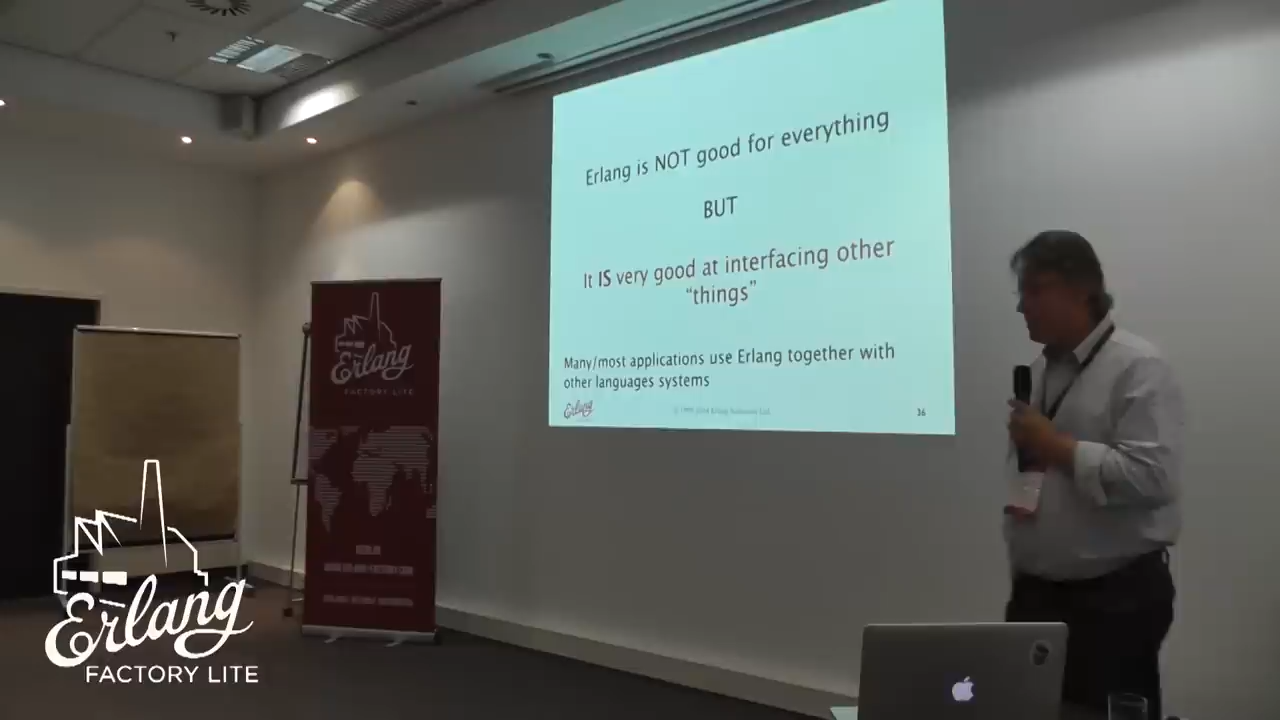 Erlang is NOT good for everything
BUT
It IS very good at interfacing other
“things”
Many/most applications use Erlang together with
other languages systems
Erlang
36
Erlang
FACTORY LITE
Erlang
FACTORY LITE